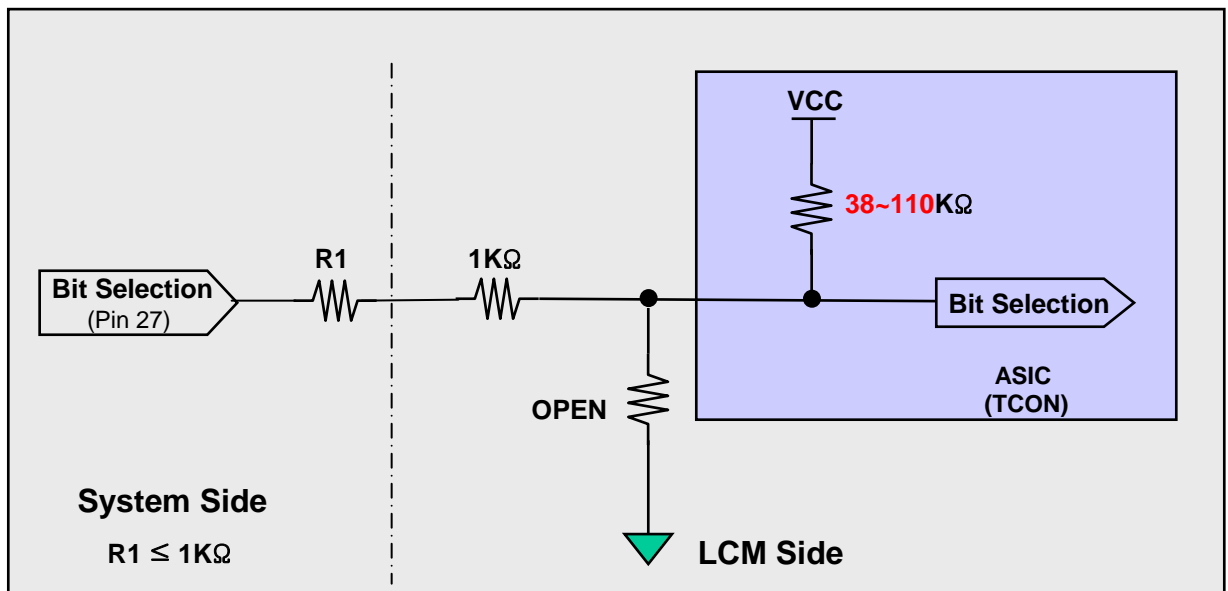 VCC
38~110KΩ
R1
1KΩ
Bit Selection
(Pin 27)
Bit Selection
ASIC
(TCON)
OPEN
System Side
R1 ≤ 1KΩ
LCM Side